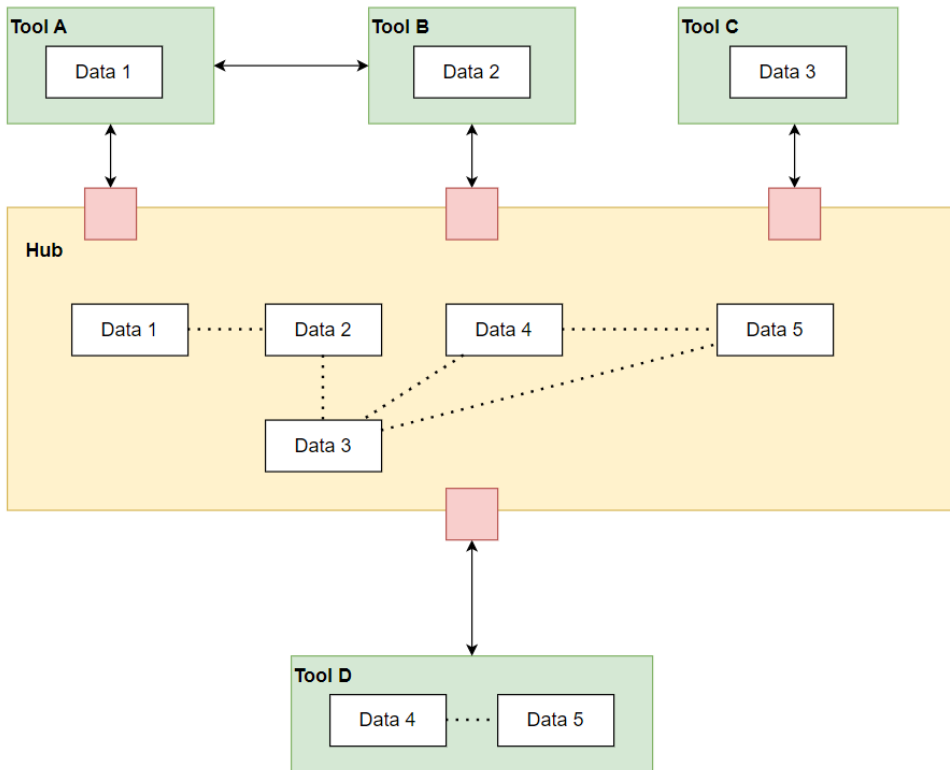 Tool A
Tool B
Tool C
Data 1
Data 2
Data 3
Hub
Data 1
Data 2
Data 4
Data 5
Data 3
Tool D
Data 4
Data 5